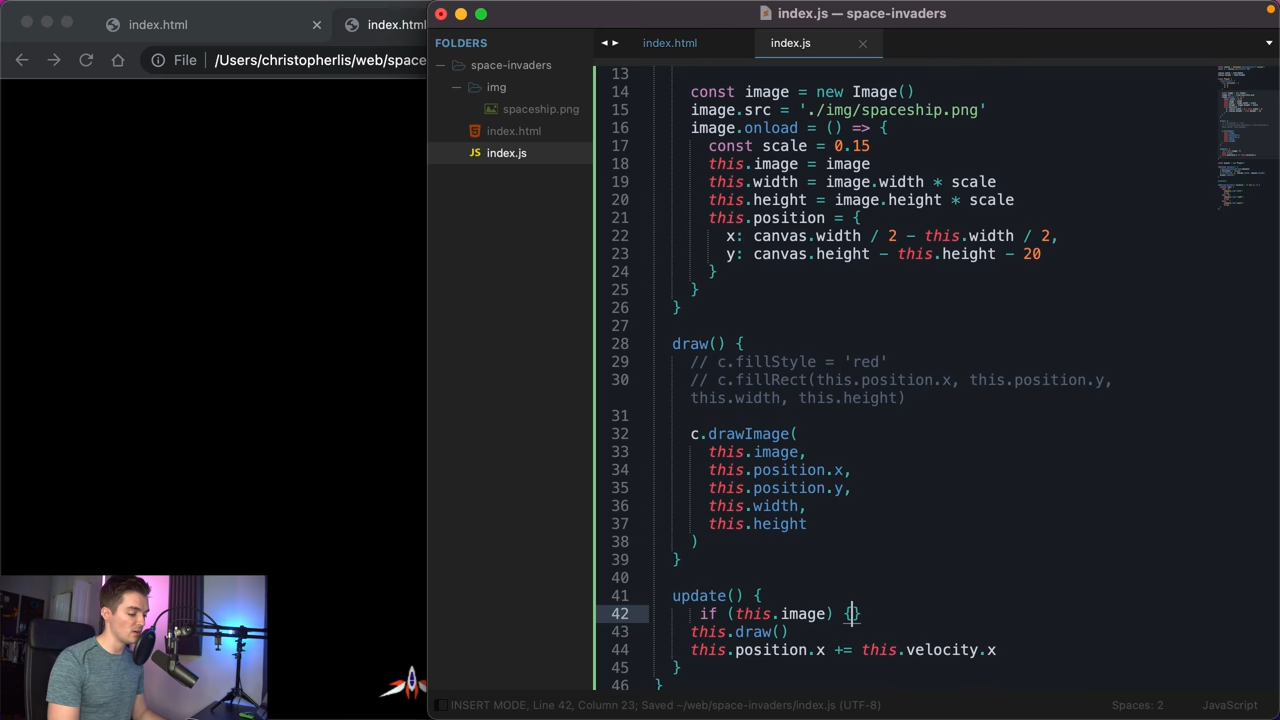 index.html
index.html
File
/Users/christopherlis/web/space
index.js — space-invaders
FOLDERS
space-invaders
img
spaceship.png
index.html
JS index.js
index.html
index.js
13
14 const image = new Image()
15 image.src = './img/spaceship.png'
16 image.onload = () => {
17 const scale = 0.15
18 this.image = image
19 this.width = image.width * scale
20 this.height = image.height * scale
21 this.position = {
22 x: canvas.width / 2 - this.width / 2,
23 y: canvas.height - this.height - 20
24 }
25 }
26 }
27
28 draw() {
29 // c.fillStyle = 'red'
30 // c.fillRect(this.position.x, this.position.y,
this.width, this.height)
31
32 c.drawImage(
33 this.image,
34 this.position.x,
35 this.position.y,
36 this.width,
37 this.height
38 )
39 }
40
41 update() {
42 if (this.image) {}
43 this.draw()
44 this.position.x += this.velocity.x
45 }
46 }
INSERT MODE, Line 42, Column 23; Saved ~/web/space-invaders/index.js (UTF-8)
Spaces: 2
JavaScript